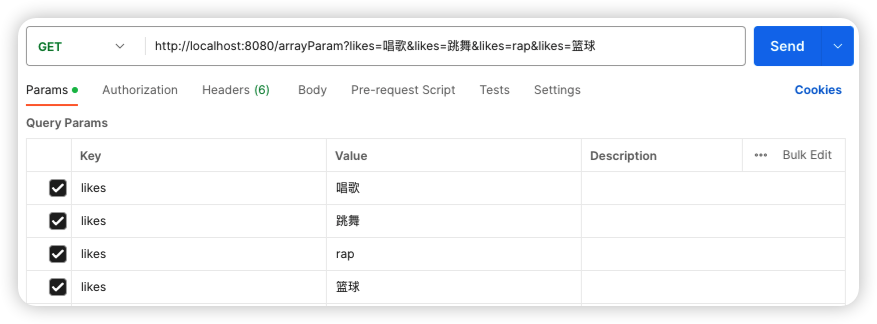 GET http://localhost:8080/arrayParam?likes=唱歌&likes=跳舞&likes=rap&likes=篮球 Send
Params Authorization Headers (6) Body Pre-request Script Tests Settings Cookies
Query Params
Key Value Description ••• Bulk Edit
likes 唱歌
likes 跳舞
likes rap
likes 篮球